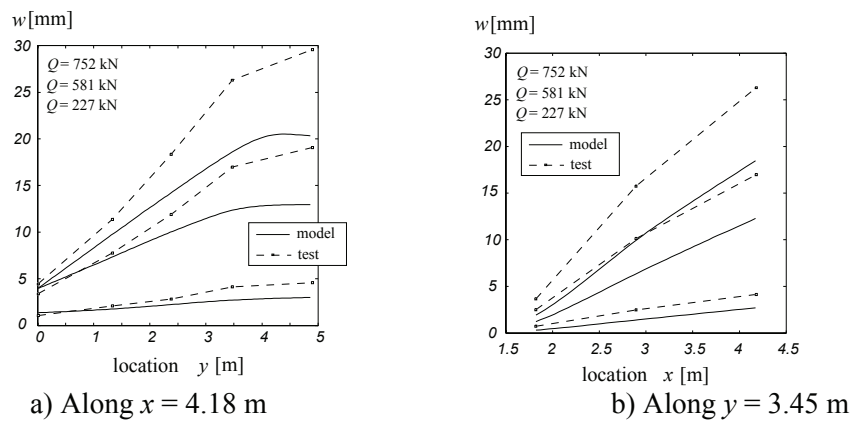 w [mm]
30
25
20
15
10
5
0
Q = 752 kN
Q = 581 kN
Q = 227 kN
model
test
0 1 2 3 4 5
location y [m]
a) Along x = 4.18 m
w [mm]
30
25
20
15
10
5
0
Q = 752 kN
Q = 581 kN
Q = 227 kN
model
test
1.5 2 2.5 3 3.5 4 4.5
location x [m]
b) Along y = 3.45 m